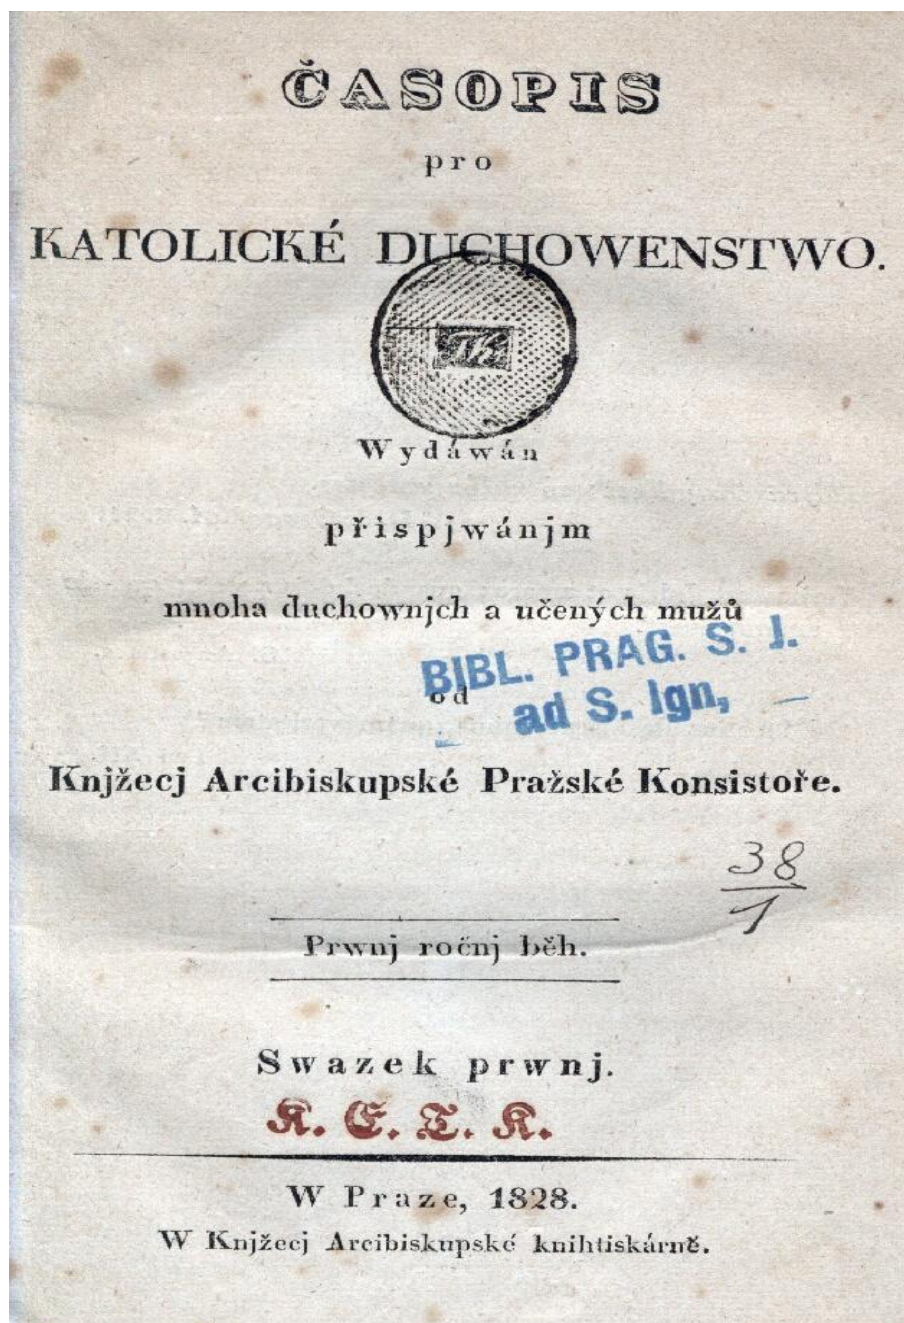 ČASOPIS
pro
KATOLICKÉ DUCHOWENSTWO.
Th
Wydáwán
přispjwánjm
mnoha duchownjch a učených mužů
BIBL. PRAG. S. J.
od
ad S. Ign,
Knjžecj Arcibiskupské Pražské Konsistoře.
38
1
Prwnj ročnj běh.
Swazek prwnj.
K. E. T. K.
W Praze, 1828.
W Knjžecj Arcibiskupské knihtiskárně.